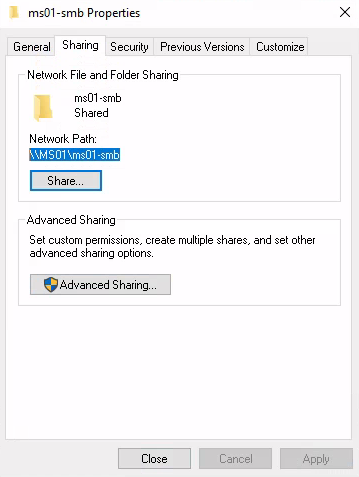 ms01-smb Properties
General Sharing Security Previous Versions Customize
Network File and Folder Sharing
ms01-smb
Shared
Network Path:
\\MS01\ms01-smb
Share...
Advanced Sharing
Set custom permissions, create multiple shares, and set other
advanced sharing options.
Advanced Sharing...
Close Cancel Apply